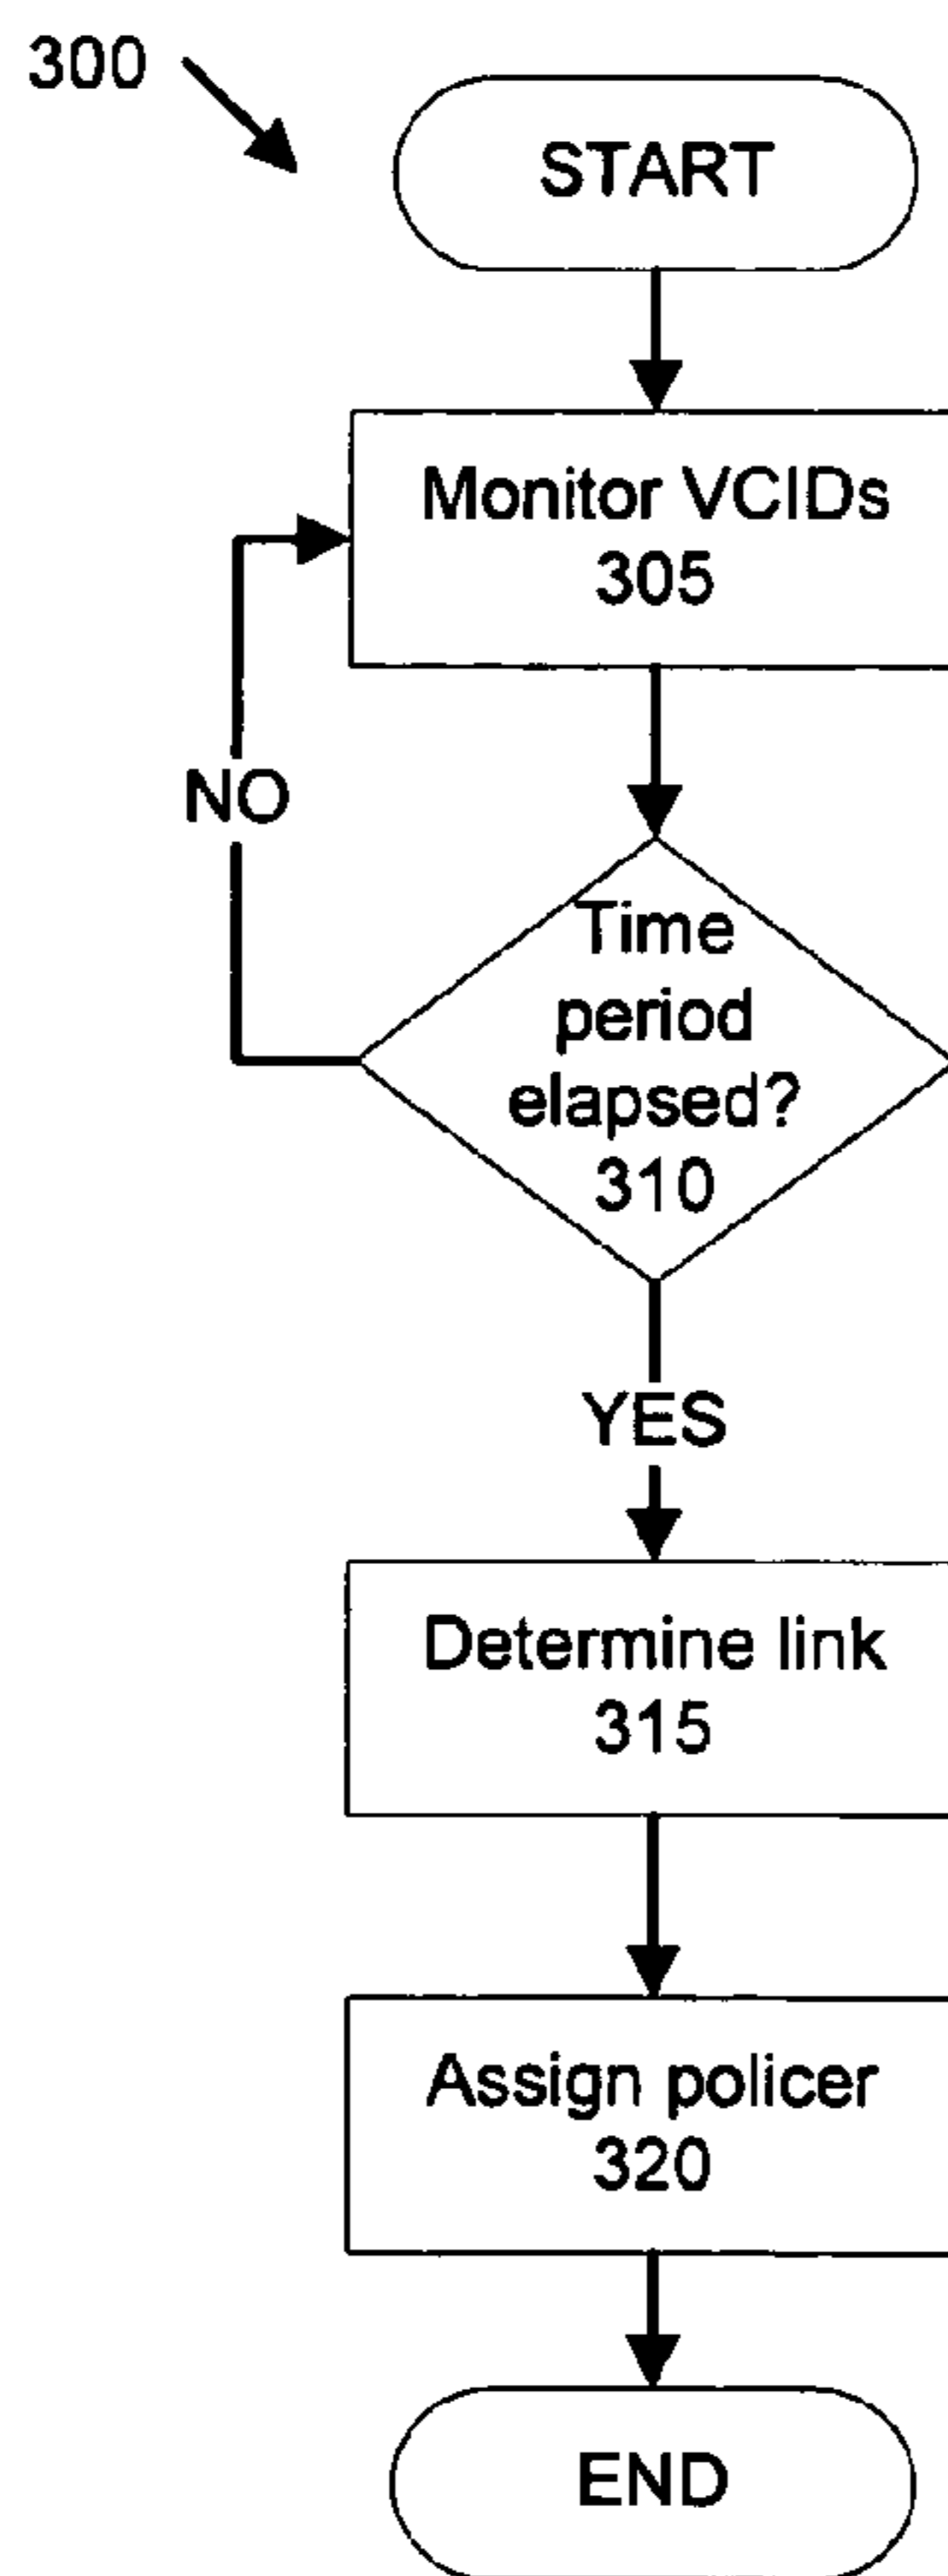 300
START
Monitor VCIDs
305
NO
Time
period
elapsed?
310
YES
Determine link
315
Assign policer
320
END